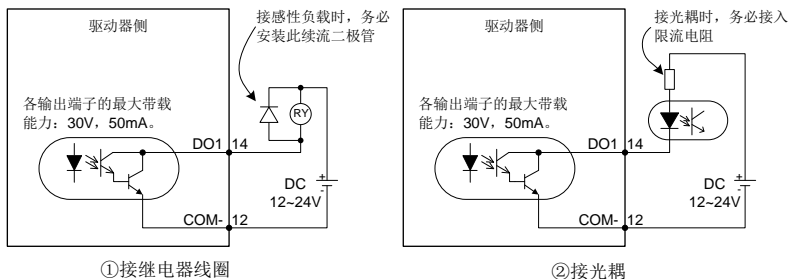 驱动器侧
接感性负载时，务必
安装此续流二极管
各输出端子的最大带载
能力：30V，50mA。
RY
DO1 14
DC
12~24V
+
-
COM- 12
①接继电器线圈
驱动器侧
接光耦时，务必接入
限流电阻
各输出端子的最大带载
能力：30V，50mA。
DO1 14
DC
12~24V
+
-
COM- 12
②接光耦